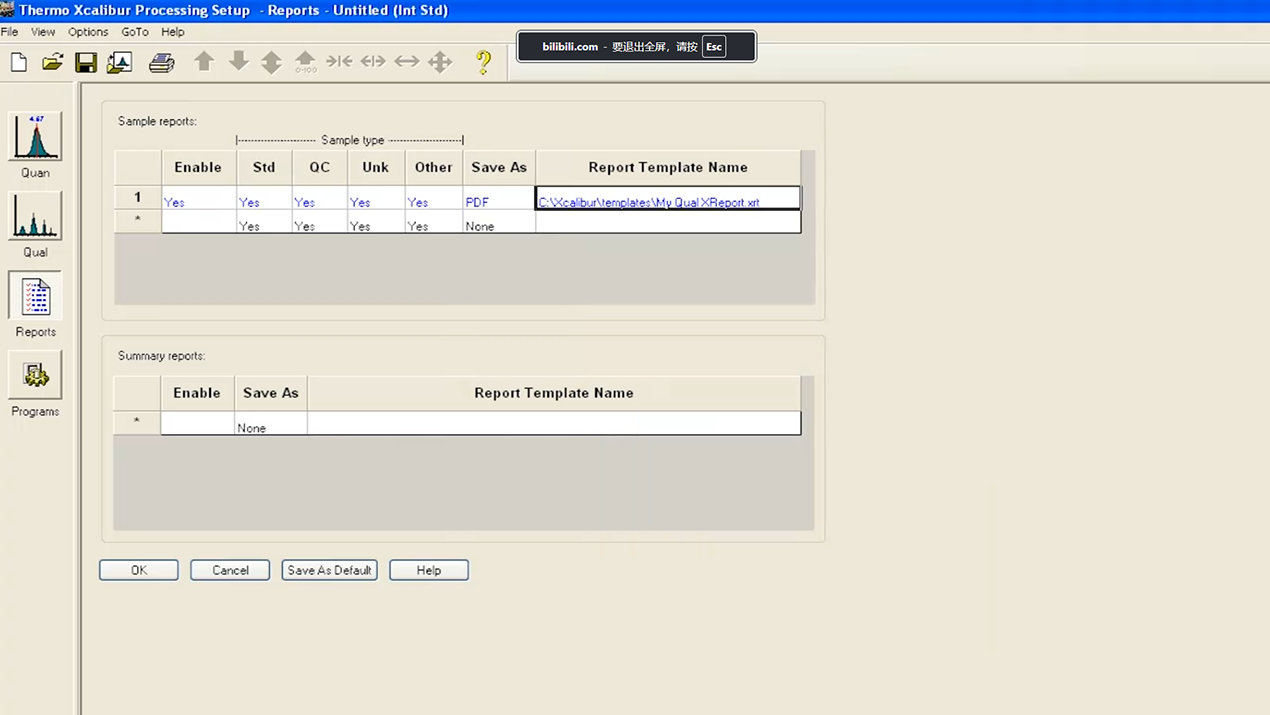 Thermo Xcalibur Processing Setup - Reports - Untitled (Int Std)
File View Options GoTo Help
bilibili.com - 要退出全屏，请按 Esc
0-100
?
4.67
Quan
Qual
Reports
Programs
Sample reports:
Sample type
Enable Std QC Unk Other Save As Report Template Name
1 Yes Yes Yes Yes Yes PDF C:\Xcalibur\templates\My Qual XReport.xrt
* Yes Yes Yes Yes None
Summary reports:
Enable Save As Report Template Name
* None
OK Cancel Save As Default Help